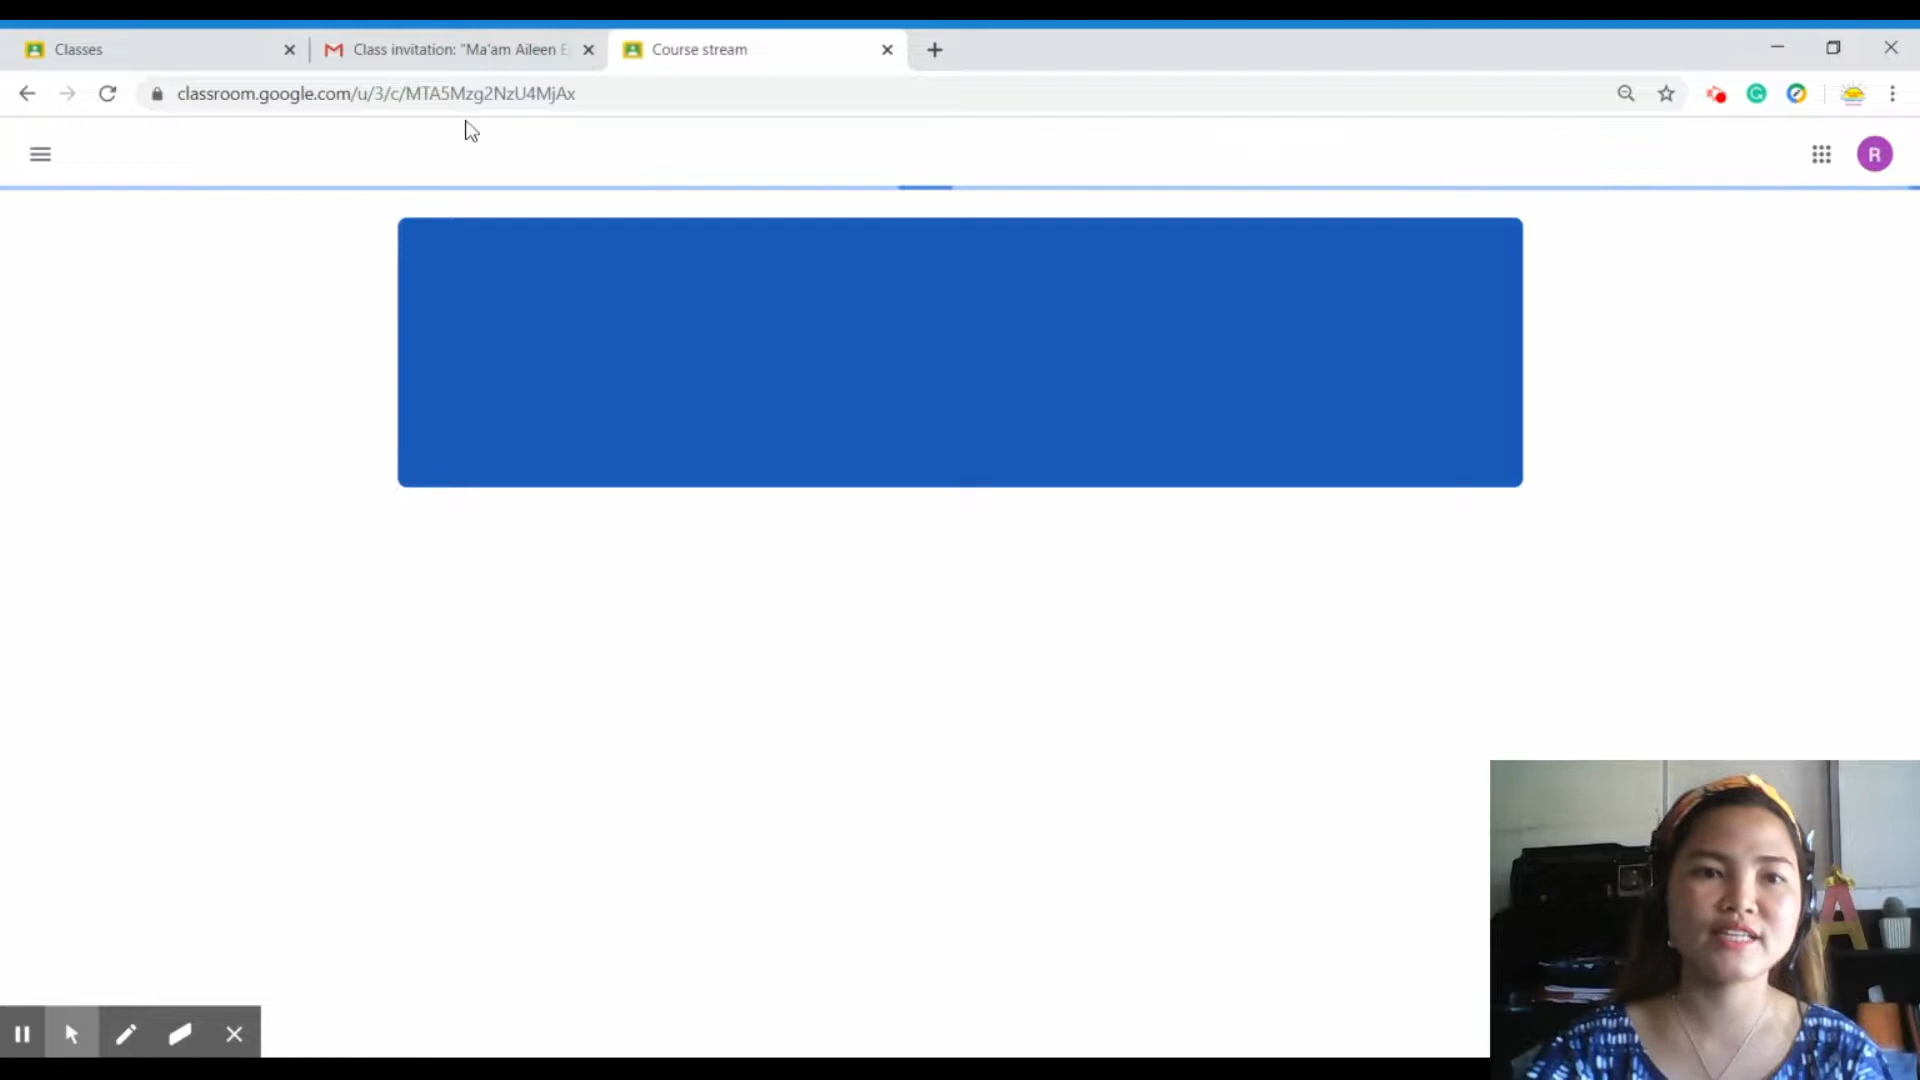 Classes
Class invitation: "Ma'am Aileen E
Course stream
classroom.google.com/u/3/c/MTA5Mzg2NzU4MjAx
R
A